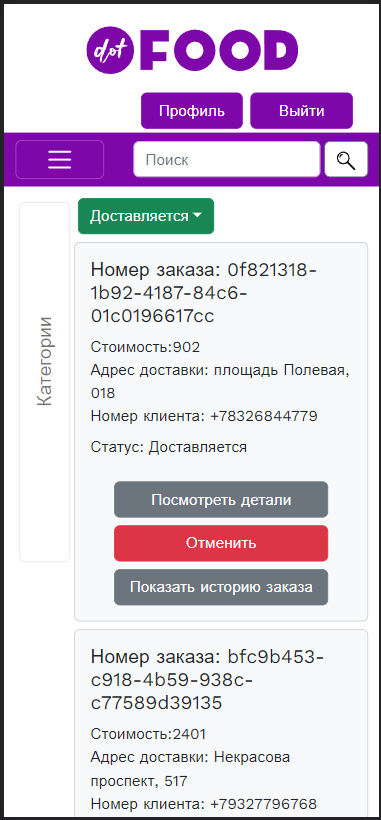 dot FOOD
Профиль Выйти
Поиск
Доставляется
Категории
Номер заказа: 0f821318-
1b92-4187-84c6-
01c0196617cc
Стоимость:902
Адрес доставки: площадь Полевая,
018
Номер клиента: +78326844779
Статус: Доставляется
Посмотреть детали
Отменить
Показать историю заказа
Номер заказа: bfc9b453-
c918-4b59-938c-
c77589d39135
Стоимость:2401
Адрес доставки: Некрасова
проспект, 517
Номер клиента: +79327796768